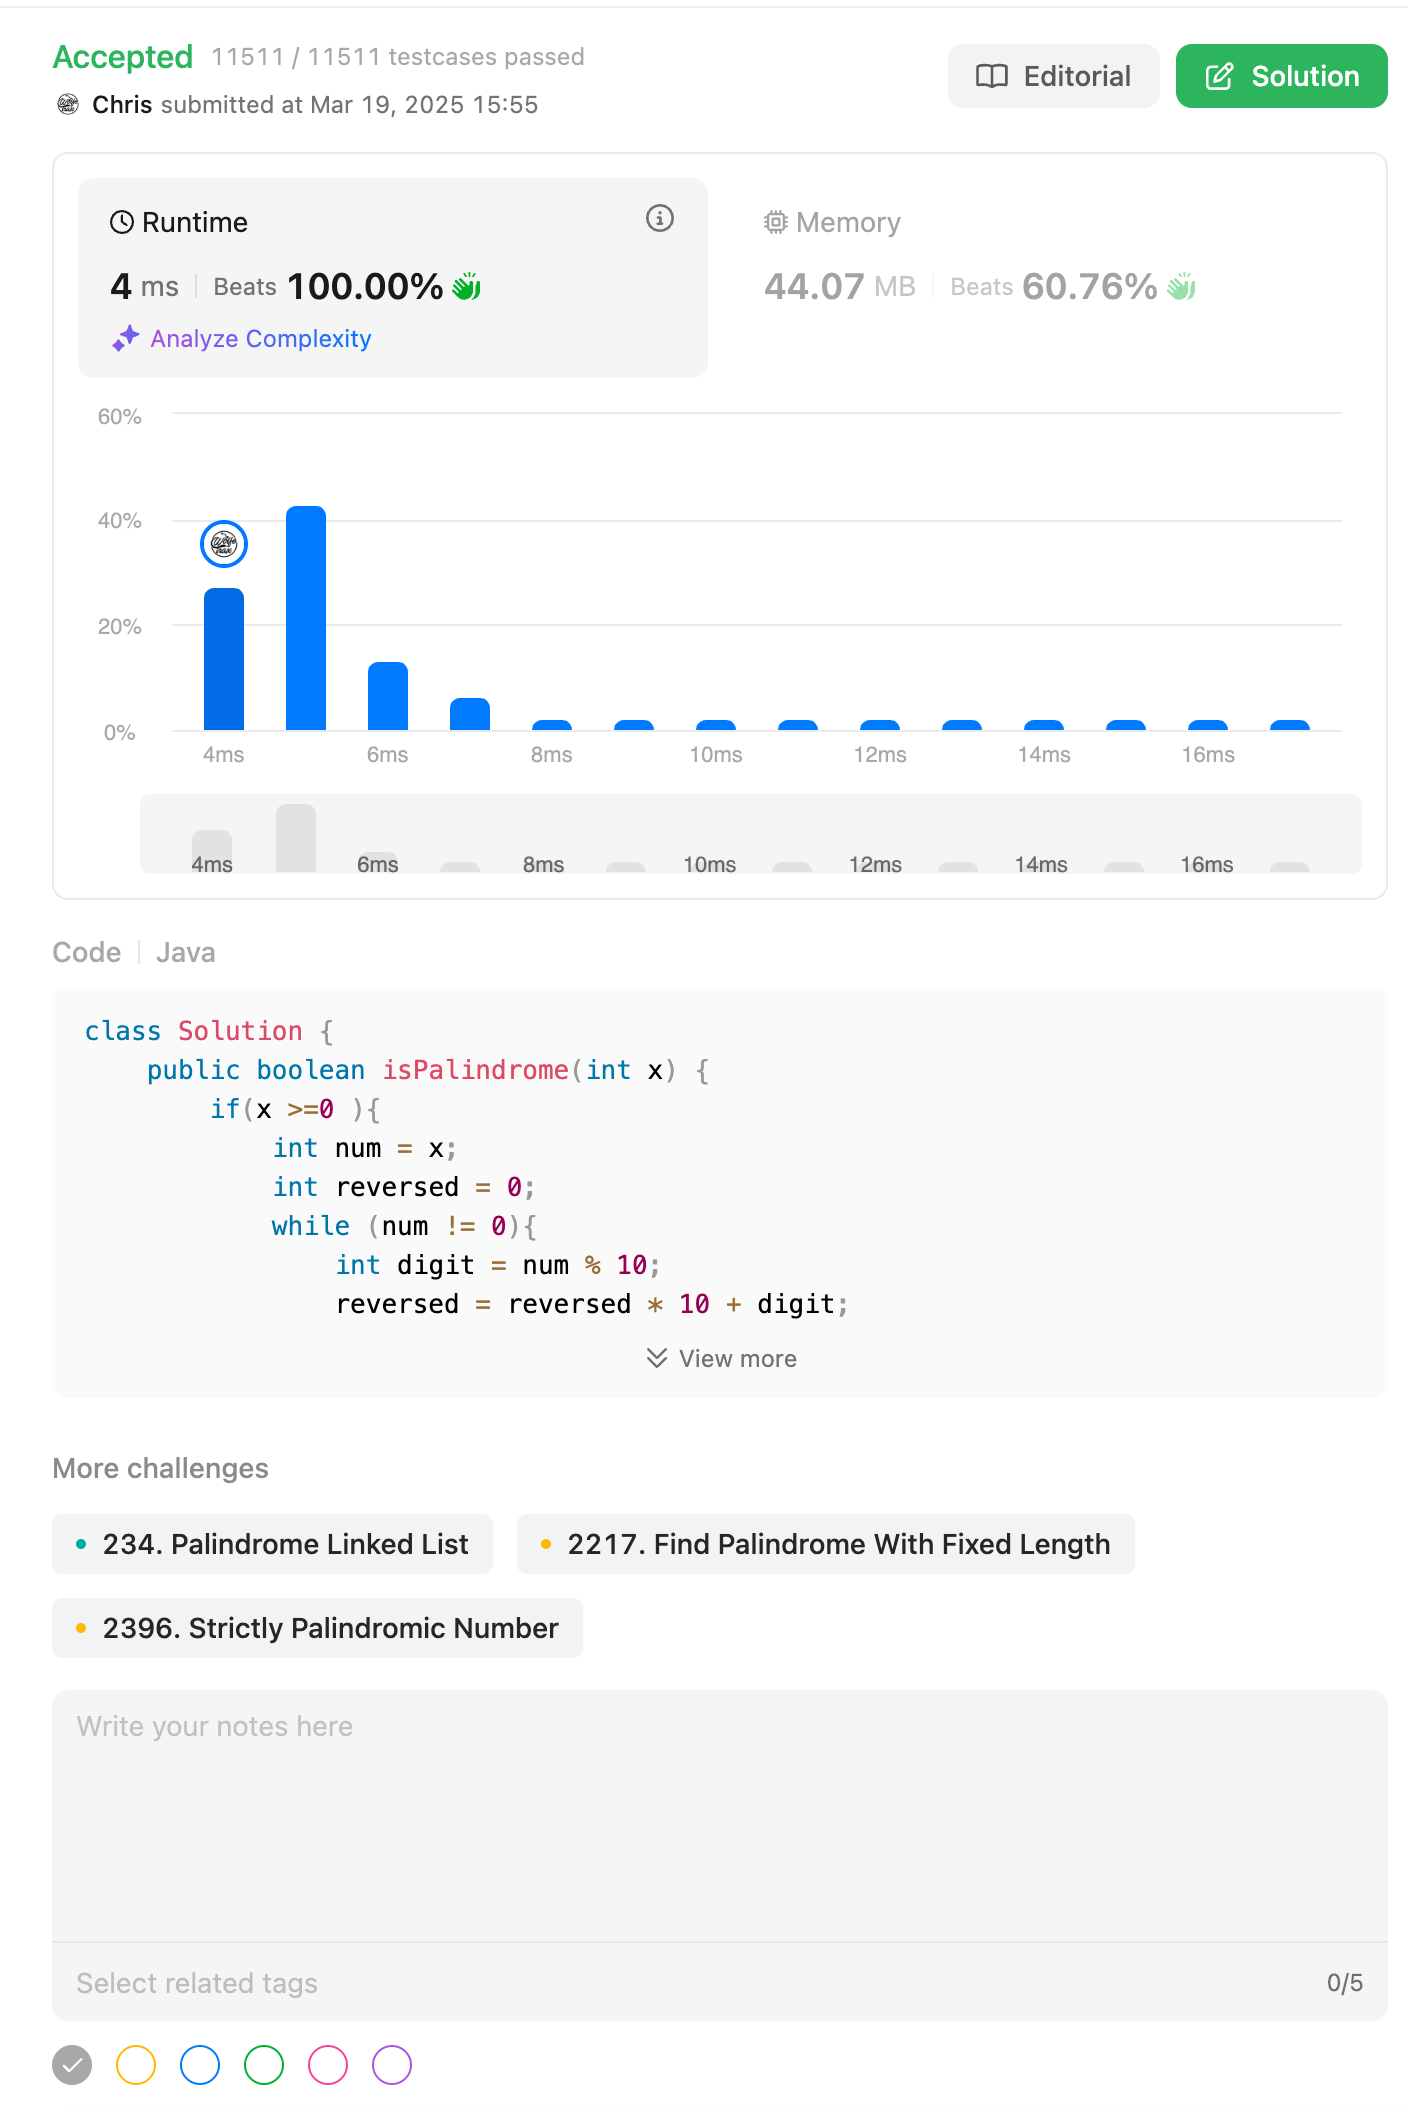 Accepted 11511 / 11511 testcases passed
Chris submitted at Mar 19, 2025 15:55
Editorial
Solution
Runtime
4 ms Beats 100.00%
Analyze Complexity
Memory
44.07 MB Beats 60.76%
60%
40%
20%
0%
4ms 6ms 8ms 10ms 12ms 14ms 16ms
4ms 6ms 8ms 10ms 12ms 14ms 16ms
Code Java
class Solution {
    public boolean isPalindrome(int x) {
        if(x >=0 ){
            int num = x;
            int reversed = 0;
            while (num != 0){
                int digit = num % 10;
                reversed = reversed * 10 + digit;
View more
More challenges
234. Palindrome Linked List
2217. Find Palindrome With Fixed Length
2396. Strictly Palindromic Number
Write your notes here
Select related tags 0/5